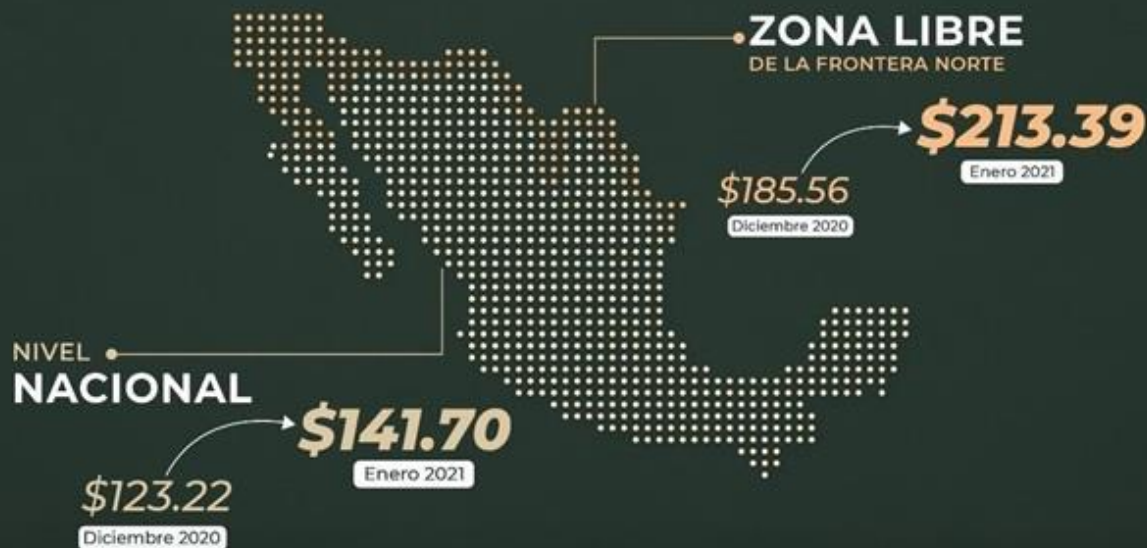 ZONA LIBRE
DE LA FRONTERA NORTE
$213.39
Enero 2021
$185.56
Diciembre 2020
NIVEL
NACIONAL
$141.70
Enero 2021
$123.22
Diciembre 2020